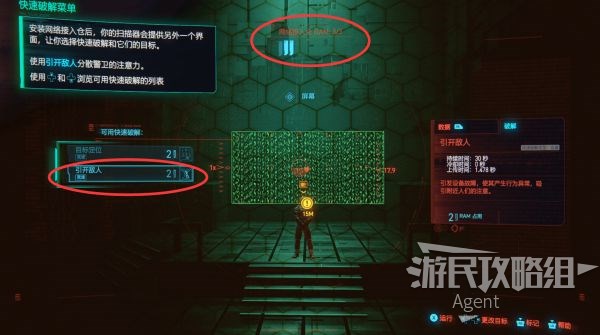 快速破解菜单
安装网络接入仓后，你的扫描器会提供另外一个界
面，让你选择快速破解和它们的目标。
使用引开敌人分散警卫的注意力。
使用 和 浏览可用快速破解的列表
屏幕
可用快速破解：
目标定位
2
引开敌人
2
1x
17.9
15M
数据
破解
引开敌人
持续时间：30 秒
冷却时间：0 秒
上传时间：1.478 秒
引发设备故障，使其产生行为异常，吸
引附近人们的注意。
2 RAM 占用
游民攻略组
Agent
运行
更改目标
标记
帮助